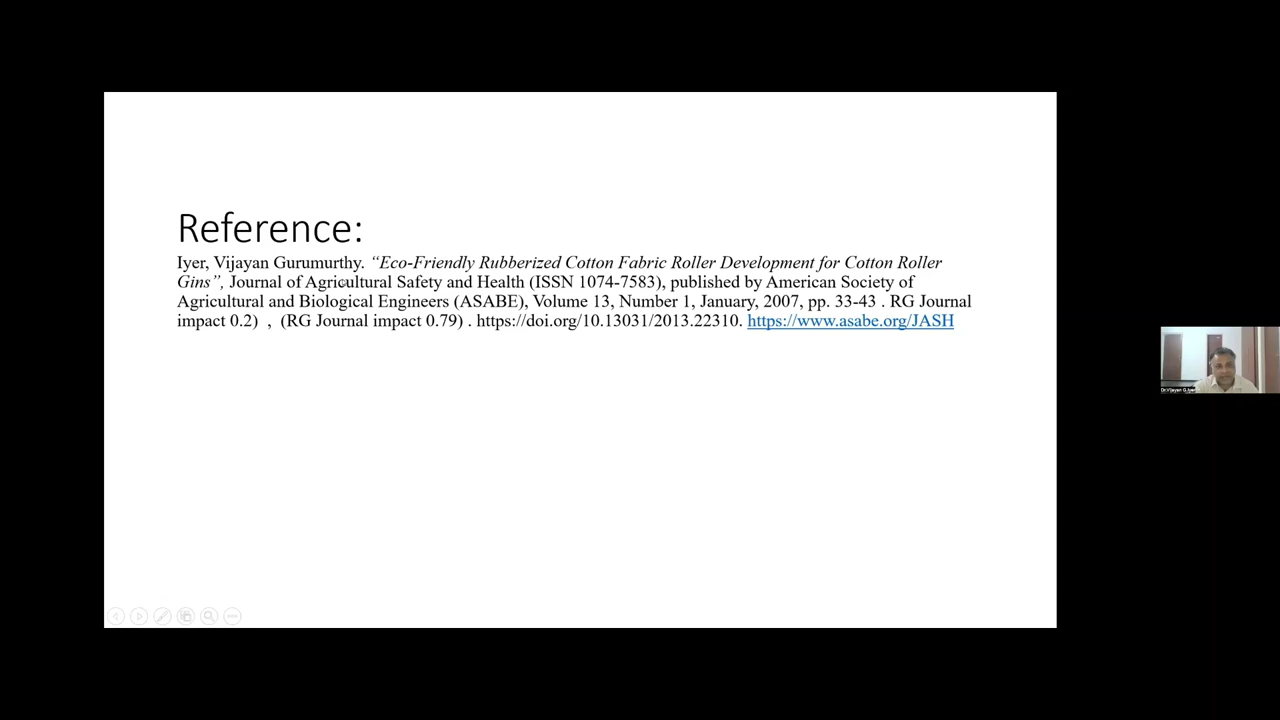 Reference:
Iyer, Vijayan Gurumurthy. “Eco-Friendly Rubberized Cotton Fabric Roller Development for Cotton Roller
Gins”, Journal of Agricultural Safety and Health (ISSN 1074-7583), published by American Society of
Agricultural and Biological Engineers (ASABE), Volume 13, Number 1, January, 2007, pp. 33-43 . RG Journal
impact 0.2) , (RG Journal impact 0.79) . https://doi.org/10.13031/2013.22310. https://www.asabe.org/JASH